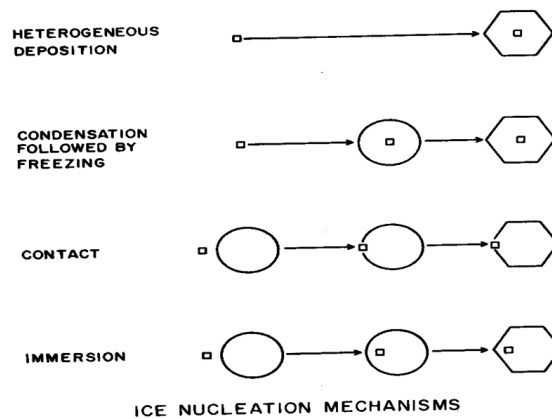 HETEROGENEOUS
DEPOSITION
CONDENSATION
FOLLOWED BY
FREEZING
CONTACT
IMMERSION
ICE NUCLEATION MECHANISMS